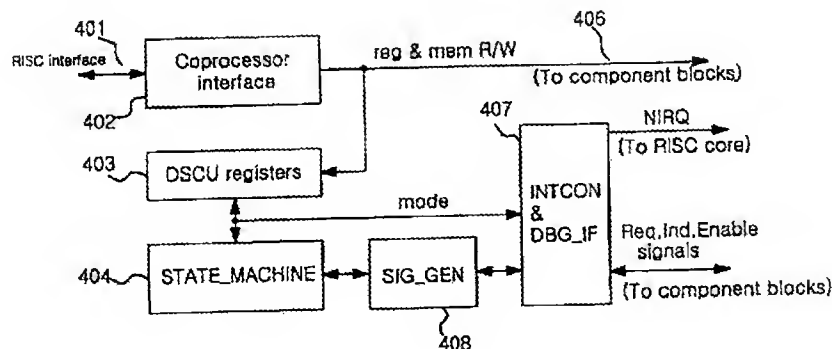 401
RISC interface
Coprocessor
interface
402
reg & mem R/W
406
(To component blocks)
407
NIRQ
(To RISC core)
403
DSCU registers
mode
INTCON
&
DBG_IF
Req.Ind.Enable
signals
404
STATE_MACHINE
SIG_GEN
(To component blocks)
408